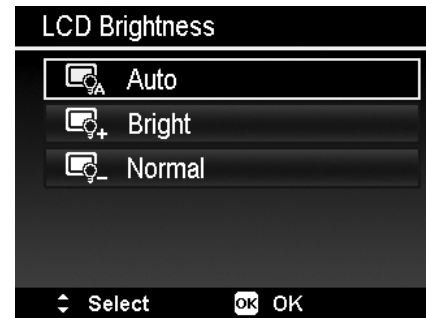 LCD Brightness
A Auto
+ Bright
− Normal
Select OK OK